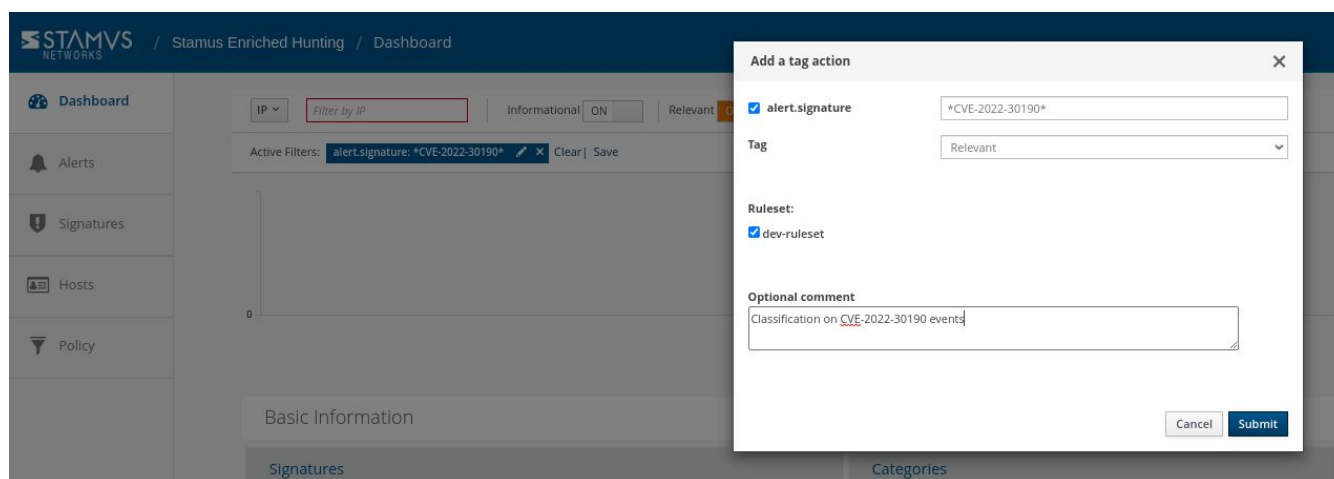 STAMUS
NETWORKS
/ Stamus Enriched Hunting / Dashboard
Dashboard
Alerts
Signatures
Hosts
Policy
IP
Filter by IP
Informational ON
Relevant
Active Filters: alert.signature: *CVE-2022-30190* Clear| Save
0
Basic Information
Signatures
Categories
Add a tag action
alert.signature *CVE-2022-30190*
Tag Relevant
Ruleset:
dev-ruleset
Optional comment
Classification on CVE-2022-30190 events
Cancel Submit